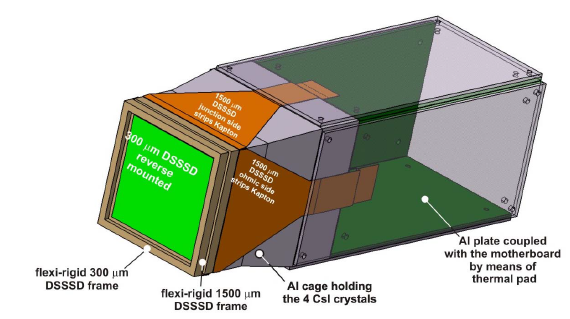 1500 μm
DSSSD
junction side
strips Kapton
300 μm DSSSD
reverse
mounted
1500 μm
DSSSD
ohmic side
strips Kapton
flexi-rigid 300 μm
DSSSD frame
flexi-rigid 1500 μm
DSSSD frame
Al cage holding
the 4 CsI crystals
Al plate coupled
with the motherboard
by means of
thermal pad